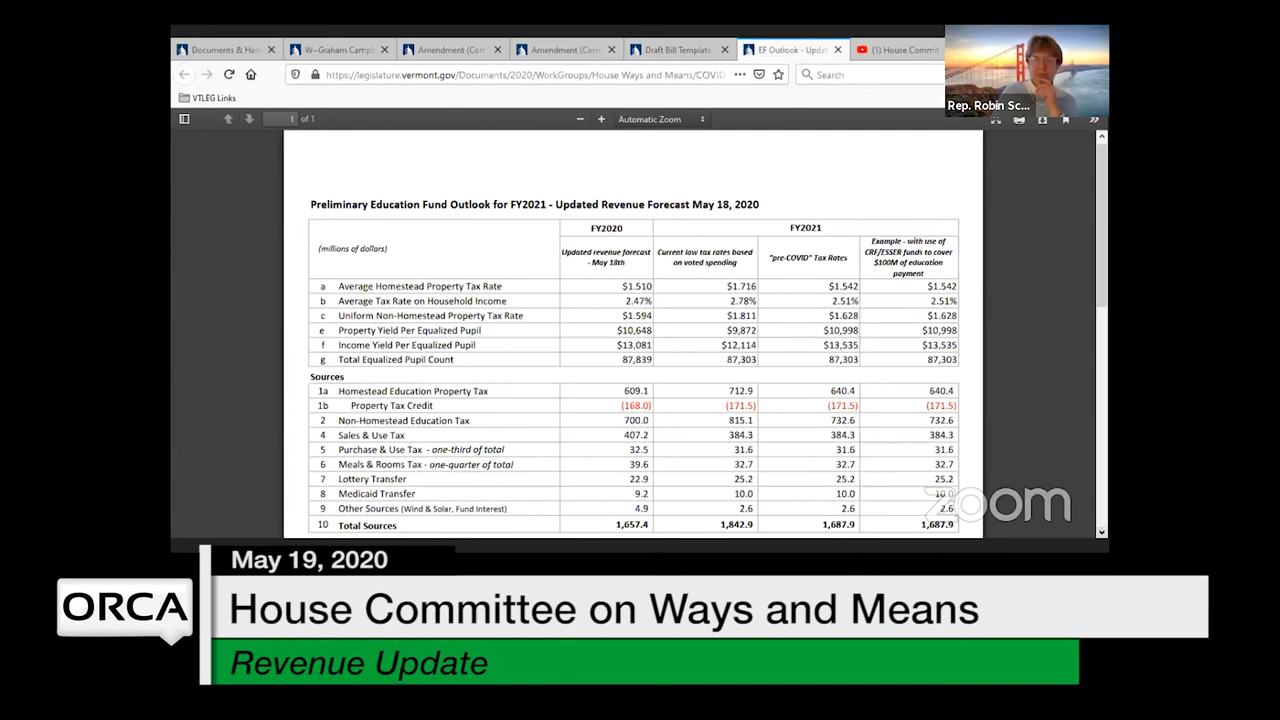 Documents & Han
W~Graham Campb
Amendment (Com
Amendment (Com
Draft Bill Template
EF Outlook - Upda
(1) House Commit
https://legislature.vermont.gov/Documents/2020/WorkGroups/House Ways and Means/COVID
Search
VTLEG Links
Rep. Robin Sc...
1 of 1
Automatic Zoom
Preliminary Education Fund Outlook for FY2021 - Updated Revenue Forecast May 18, 2020
FY2020 FY2021
(millions of dollars) Updated revenue forecast - May 18th Current law tax rates based on voted spending "pre-COVID" Tax Rates Example - with use of CRF/ESSER funds to cover $100M of education payment
a Average Homestead Property Tax Rate $1.510 $1.716 $1.542 $1.542
b Average Tax Rate on Household Income 2.47% 2.78% 2.51% 2.51%
c Uniform Non-Homestead Property Tax Rate $1.594 $1.811 $1.628 $1.628
e Property Yield Per Equalized Pupil $10,648 $9,872 $10,998 $10,998
f Income Yield Per Equalized Pupil $13,081 $12,114 $13,535 $13,535
g Total Equalized Pupil Count 87,839 87,303 87,303 87,303
Sources
1a Homestead Education Property Tax 609.1 712.9 640.4 640.4
1b Property Tax Credit (168.0) (171.5) (171.5) (171.5)
2 Non-Homestead Education Tax 700.0 815.1 732.6 732.6
4 Sales & Use Tax 407.2 384.3 384.3 384.3
5 Purchase & Use Tax - one-third of total 32.5 31.6 31.6 31.6
6 Meals & Rooms Tax - one-quarter of total 39.6 32.7 32.7 32.7
7 Lottery Transfer 22.9 25.2 25.2 25.2
8 Medicaid Transfer 9.2 10.0 10.0 10.0
9 Other Sources (Wind & Solar, Fund Interest) 4.9 2.6 2.6 2.6
10 Total Sources 1,657.4 1,842.9 1,687.9 1,687.9
zoom
May 19, 2020
ORCA
House Committee on Ways and Means
Revenue Update